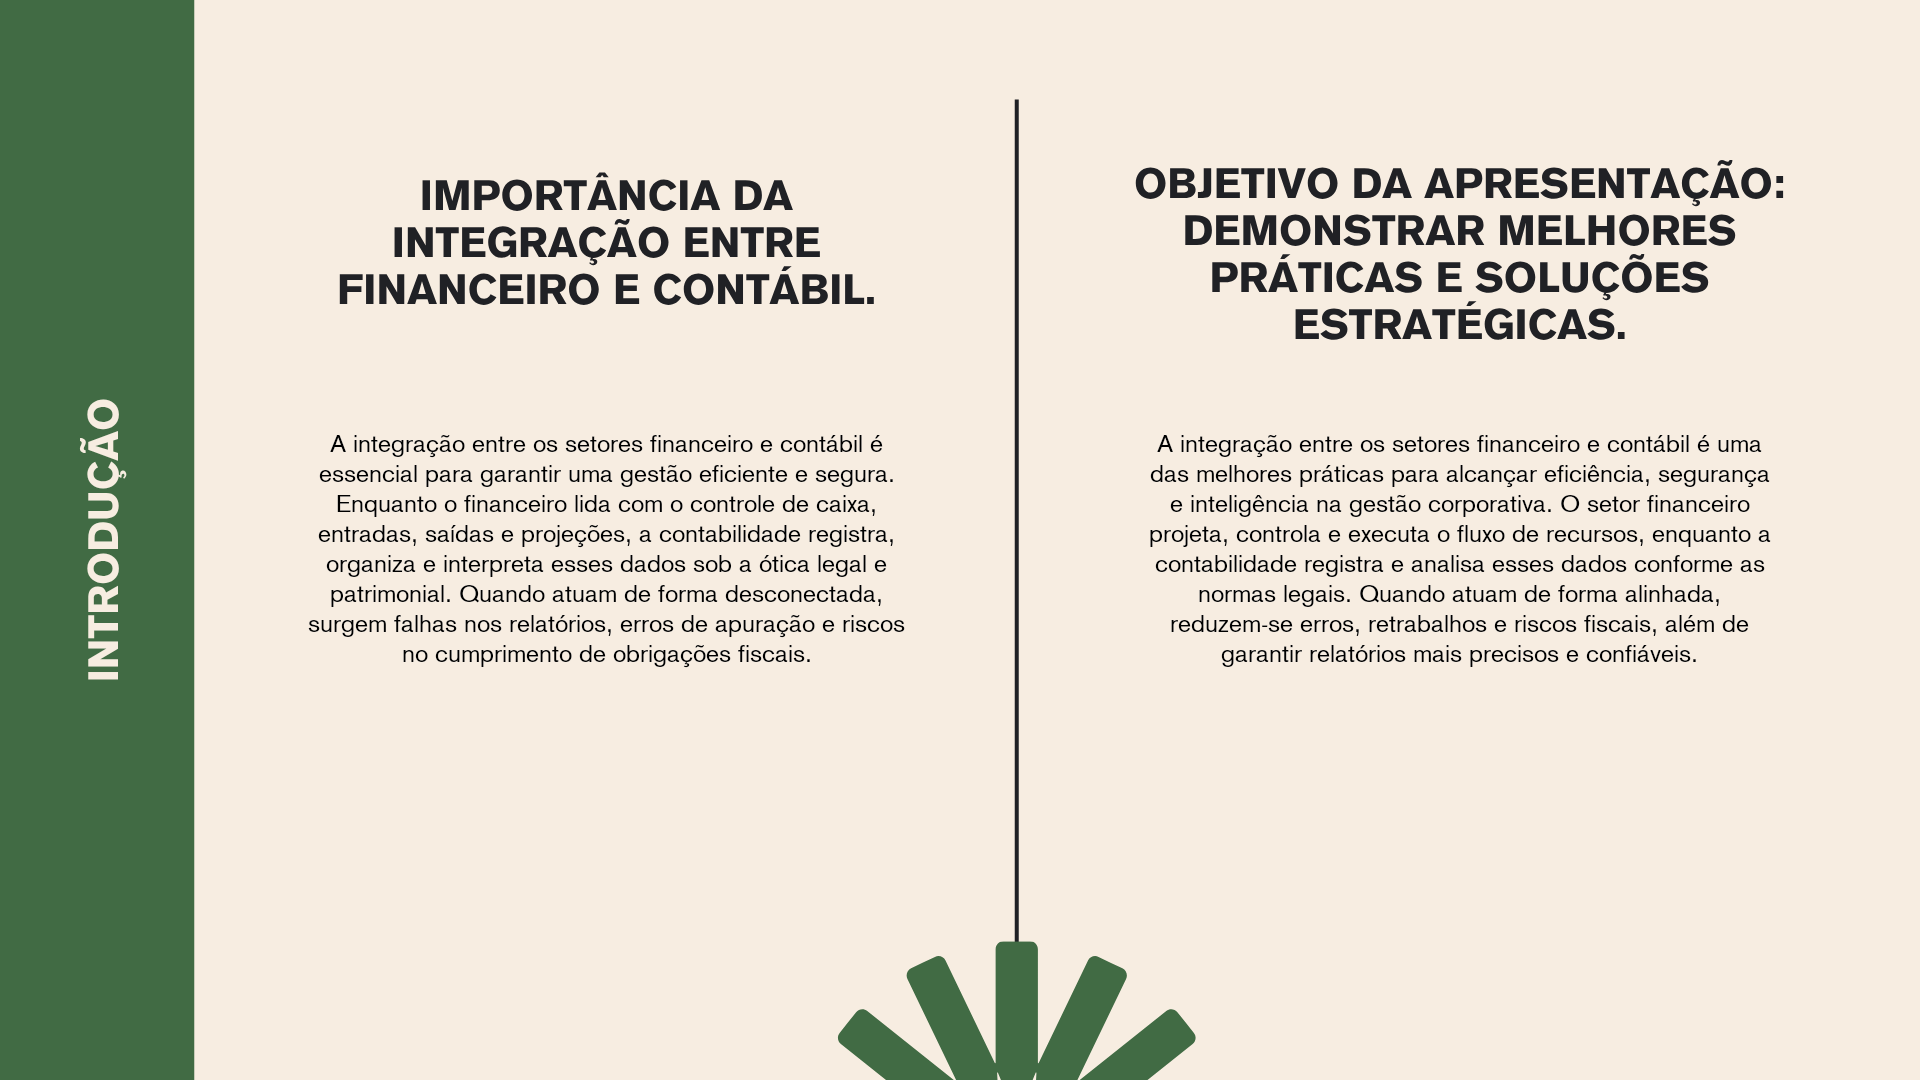 INTRODUÇÃO
IMPORTÂNCIA DA
INTEGRAÇÃO ENTRE
FINANCEIRO E CONTÁBIL.
A integração entre os setores financeiro e contábil é
essencial para garantir uma gestão eficiente e segura.
Enquanto o financeiro lida com o controle de caixa,
entradas, saídas e projeções, a contabilidade registra,
organiza e interpreta esses dados sob a ótica legal e
patrimonial. Quando atuam de forma desconectada,
surgem falhas nos relatórios, erros de apuração e riscos
no cumprimento de obrigações fiscais.
OBJETIVO DA APRESENTAÇÃO:
DEMONSTRAR MELHORES
PRÁTICAS E SOLUÇÕES
ESTRATÉGICAS.
A integração entre os setores financeiro e contábil é uma
das melhores práticas para alcançar eficiência, segurança
e inteligência na gestão corporativa. O setor financeiro
projeta, controla e executa o fluxo de recursos, enquanto a
contabilidade registra e analisa esses dados conforme as
normas legais. Quando atuam de forma alinhada,
reduzem-se erros, retrabalhos e riscos fiscais, além de
garantir relatórios mais precisos e confiáveis.